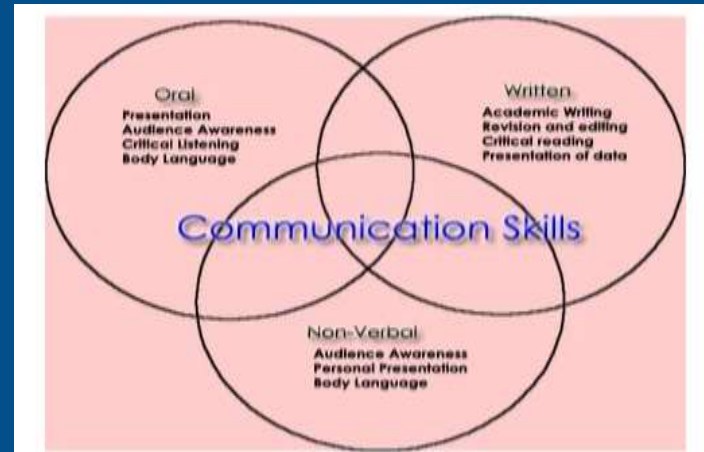 Oral
Presentation
Audience Awareness
Critical Listening
Body Language
Written
Academic Writing
Revision and editing
Critical reading
Presentation of data
Communication Skills
Non-Verbal
Audience Awareness
Personal Presentation
Body Language